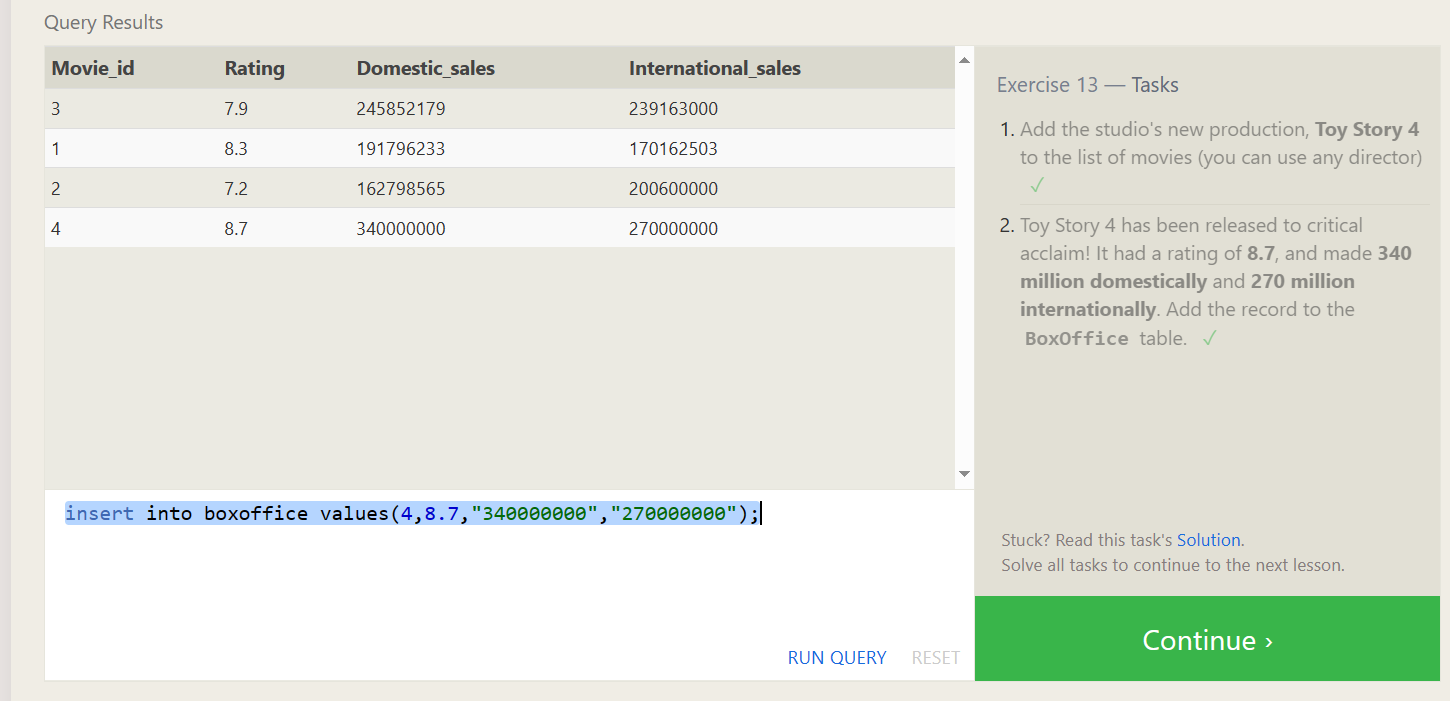 Query Results
Movie_id Rating Domestic_sales International_sales
3 7.9 245852179 239163000
1 8.3 191796233 170162503
2 7.2 162798565 200600000
4 8.7 340000000 270000000
insert into boxoffice values(4,8.7,"340000000","270000000");
RUN QUERY RESET
Exercise 13 — Tasks
1. Add the studio's new production, Toy Story 4
to the list of movies (you can use any director)
✓
2. Toy Story 4 has been released to critical
acclaim! It had a rating of 8.7, and made 340
million domestically and 270 million
internationally. Add the record to the
BoxOffice table. ✓
Stuck? Read this task's Solution.
Solve all tasks to continue to the next lesson.
Continue ›